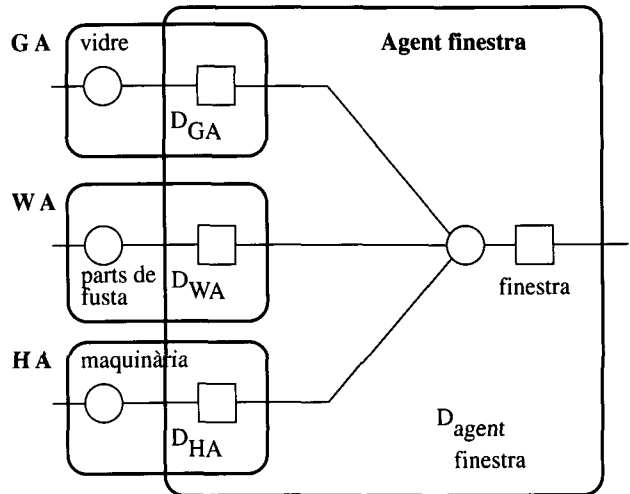 G A
vidre
Agent finestra
D_GA
W A
parts de
fusta
D_WA
finestra
H A
maquinària
D_HA
D_agent
finestra